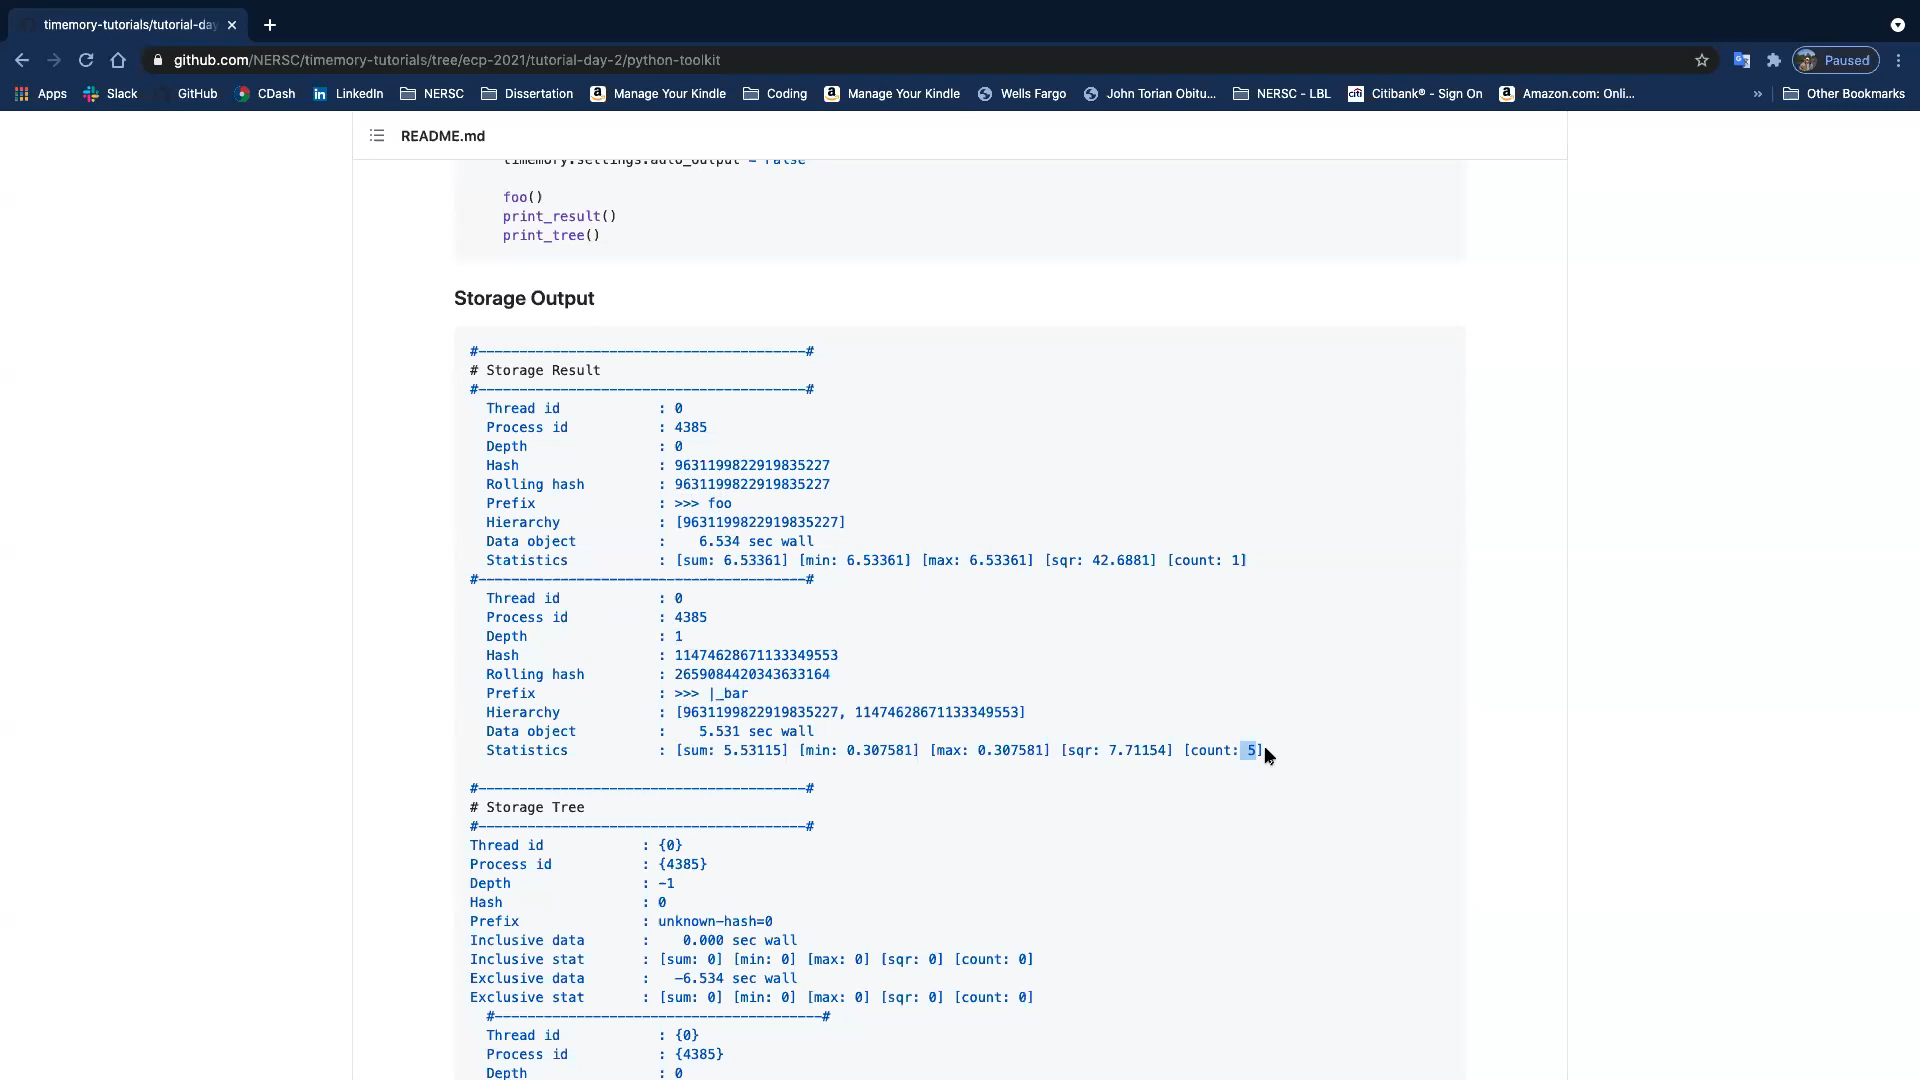 timemory-tutorials/tutorial-day
github.com/NERSC/timemory-tutorials/tree/ecp-2021/tutorial-day-2/python-toolkit
Paused
Apps Slack GitHub CDash LinkedIn NERSC Dissertation Manage Your Kindle Coding Manage Your Kindle Wells Fargo John Torian Obitu... NERSC - LBL Citibank® - Sign On Amazon.com: Onli... » Other Bookmarks
README.md
timemory.settings.auto_output = False
foo()
print_result()
print_tree()
Storage Output
#----------------------------------------#
# Storage Result
#----------------------------------------#
Thread id : 0
Process id : 4385
Depth : 0
Hash : 9631199822919835227
Rolling hash : 9631199822919835227
Prefix : >>> foo
Hierarchy : [9631199822919835227]
Data object : 6.534 sec wall
Statistics : [sum: 6.53361] [min: 6.53361] [max: 6.53361] [sqr: 42.6881] [count: 1]
#----------------------------------------#
Thread id : 0
Process id : 4385
Depth : 1
Hash : 11474628671133349553
Rolling hash : 2659084420343633164
Prefix : >>> |_bar
Hierarchy : [9631199822919835227, 11474628671133349553]
Data object : 5.531 sec wall
Statistics : [sum: 5.53115] [min: 0.307581] [max: 0.307581] [sqr: 7.71154] [count: 5]
#----------------------------------------#
# Storage Tree
#----------------------------------------#
Thread id : {0}
Process id : {4385}
Depth : -1
Hash : 0
Prefix : unknown-hash=0
Inclusive data : 0.000 sec wall
Inclusive stat : [sum: 0] [min: 0] [max: 0] [sqr: 0] [count: 0]
Exclusive data : -6.534 sec wall
Exclusive stat : [sum: 0] [min: 0] [max: 0] [sqr: 0] [count: 0]
#----------------------------------------#
Thread id : {0}
Process id : {4385}
Depth : 0